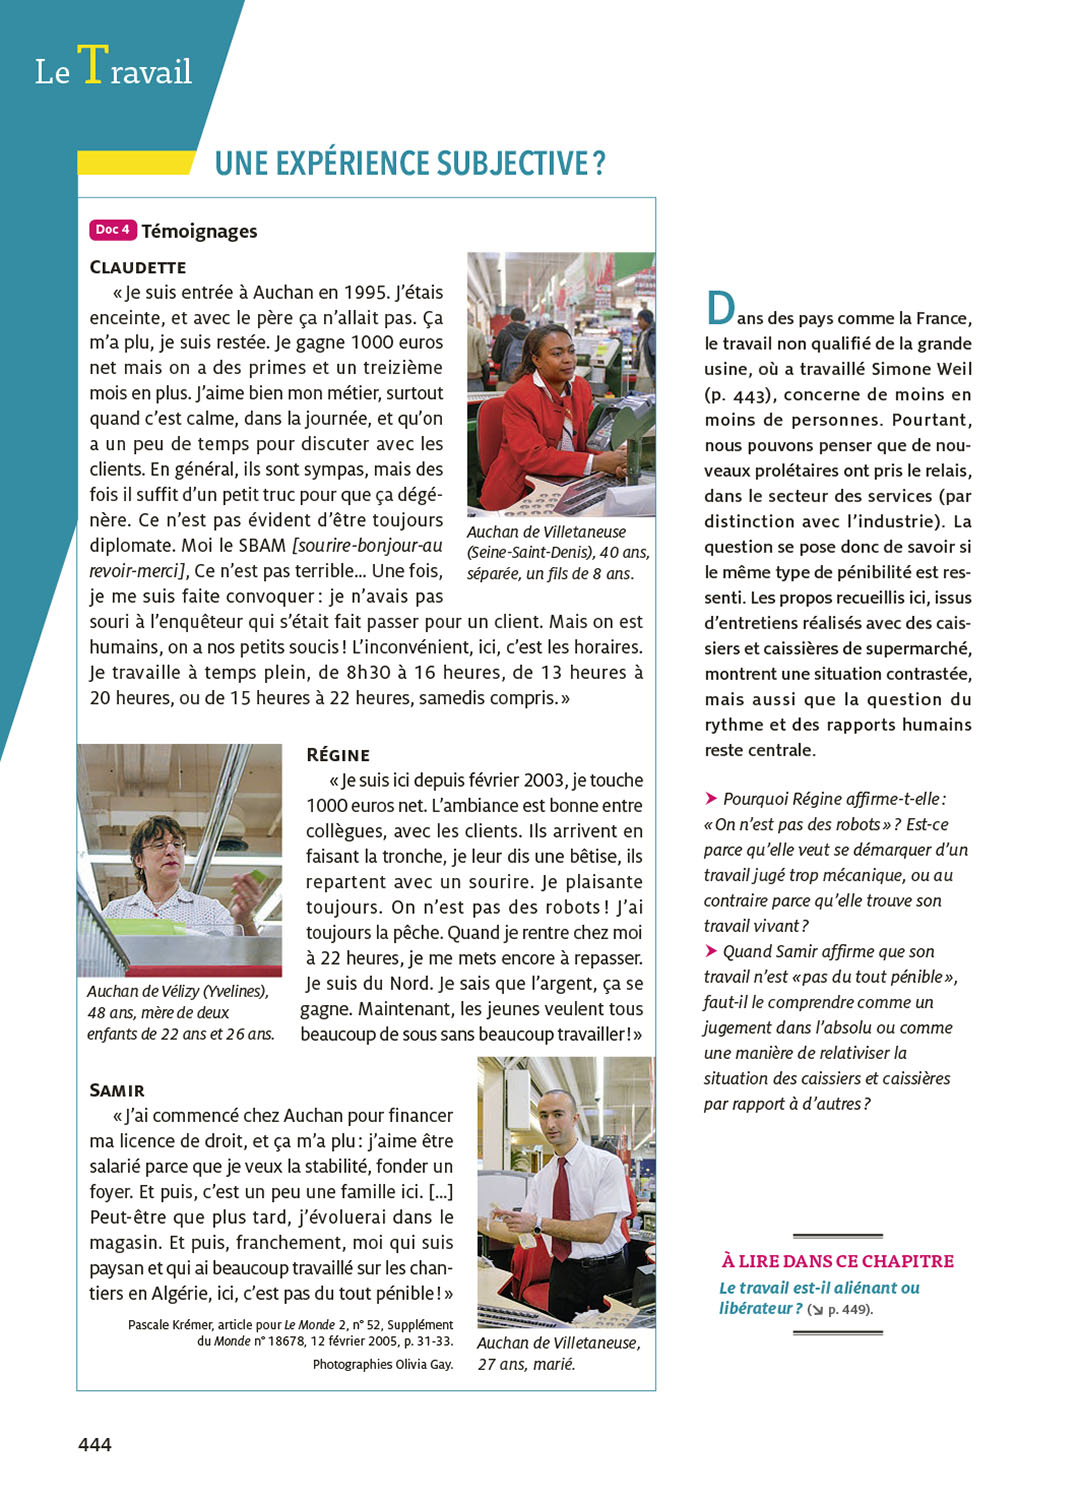 Le Travail
UNE EXPÉRIENCE SUBJECTIVE ?
Doc 4 Témoignages
CLAUDETTE
« Je suis entrée à Auchan en 1995. J’étais
enceinte, et avec le père ça n’allait pas. Ça
m’a plu, je suis restée. Je gagne 1000 euros
net mais on a des primes et un treizième
mois en plus. J’aime bien mon métier, surtout
quand c’est calme, dans la journée, et qu’on
a un peu de temps pour discuter avec les
clients. En général, ils sont sympas, mais des
fois il suffit d’un petit truc pour que ça dégé-
nère. Ce n’est pas évident d’être toujours
diplomate. Moi le SBAM [sourire-bonjour-au
revoir-merci], Ce n’est pas terrible... Une fois,
je me suis faite convoquer : je n’avais pas
souri à l’enquêteur qui s’était fait passer pour un client. Mais on est
humains, on a nos petits soucis ! L’inconvénient, ici, c’est les horaires.
Je travaille à temps plein, de 8h30 à 16 heures, de 13 heures à
20 heures, ou de 15 heures à 22 heures, samedis compris. »
Auchan de Villetaneuse
(Seine-Saint-Denis), 40 ans,
séparée, un fils de 8 ans.
RÉGINE
« Je suis ici depuis février 2003, je touche
1000 euros net. L’ambiance est bonne entre
collègues, avec les clients. Ils arrivent en
faisant la tronche, je leur dis une bêtise, ils
repartent avec un sourire. Je plaisante
toujours. On n’est pas des robots ! J’ai
toujours la pêche. Quand je rentre chez moi
à 22 heures, je me mets encore à repasser.
Je suis du Nord. Je sais que l’argent, ça se
gagne. Maintenant, les jeunes veulent tous
beaucoup de sous sans beaucoup travailler ! »
Auchan de Vélizy (Yvelines),
48 ans, mère de deux
enfants de 22 ans et 26 ans.
SAMIR
« J’ai commencé chez Auchan pour financer
ma licence de droit, et ça m’a plu : j’aime être
salarié parce que je veux la stabilité, fonder un
foyer. Et puis, c’est un peu une famille ici. [...]
Peut-être que plus tard, j’évoluerai dans le
magasin. Et puis, franchement, moi qui suis
paysan et qui ai beaucoup travaillé sur les chan-
tiers en Algérie, ici, c’est pas du tout pénible ! »
Pascale Krémer, article pour Le Monde 2, n° 52, Supplément
du Monde n° 18678, 12 février 2005, p. 31-33.
Photographies Olivia Gay.
Auchan de Villetaneuse,
27 ans, marié.
Dans des pays comme la France,
le travail non qualifié de la grande
usine, où a travaillé Simone Weil
(p. 443), concerne de moins en
moins de personnes. Pourtant,
nous pouvons penser que de nou-
veaux prolétaires ont pris le relais,
dans le secteur des services (par
distinction avec l’industrie). La
question se pose donc de savoir si
le même type de pénibilité est res-
senti. Les propos recueillis ici, issus
d’entretiens réalisés avec des cais-
siers et caissières de supermarché,
montrent une situation contrastée,
mais aussi que la question du
rythme et des rapports humains
reste centrale.
➤ Pourquoi Régine affirme-t-elle :
« On n’est pas des robots » ? Est-ce
parce qu’elle veut se démarquer d’un
travail jugé trop mécanique, ou au
contraire parce qu’elle trouve son
travail vivant ?
➤ Quand Samir affirme que son
travail n’est « pas du tout pénible »,
faut-il le comprendre comme un
jugement dans l’absolu ou comme
une manière de relativiser la
situation des caissiers et caissières
par rapport à d’autres ?
À LIRE DANS CE CHAPITRE
Le travail est-il aliénant ou
libérateur ? (↘ p. 449).
444